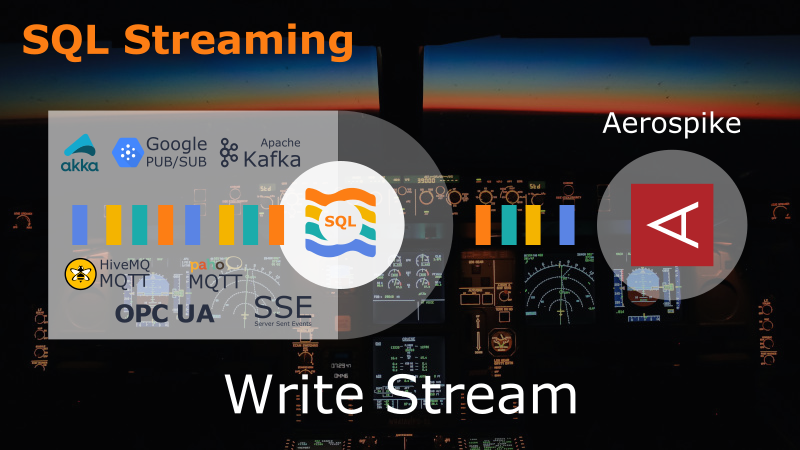 SQL Streaming
Aerospike
akka
Google
PUB/SUB
Apache
Kafka
SQL
HiveMQ
MQTT
MQTT
OPC UA
SSE
Server Sent Events
Write Stream